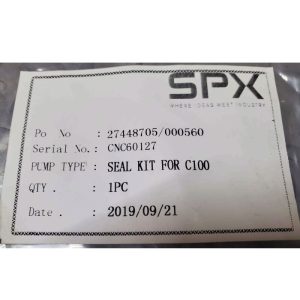 SPX
WHERE IDEAS MEET INDUSTRY
Po No : 27448705/000560
Serial No.: CNC60127
PUMP TYPE : SEAL KIT FOR C100
QTY . : 1PC
Date . : 2019/09/21